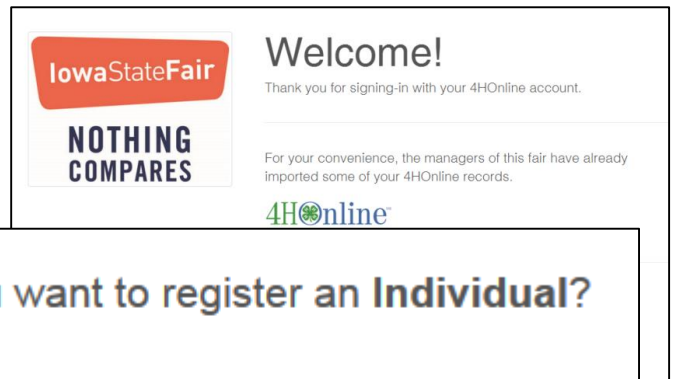 IowaStateFair
NOTHING
COMPARES
Welcome!
Thank you for signing-in with your 4HOnline account.
For your convenience, the managers of this fair have already
imported some of your 4HOnline records.
4HOnline
want to register an Individual?